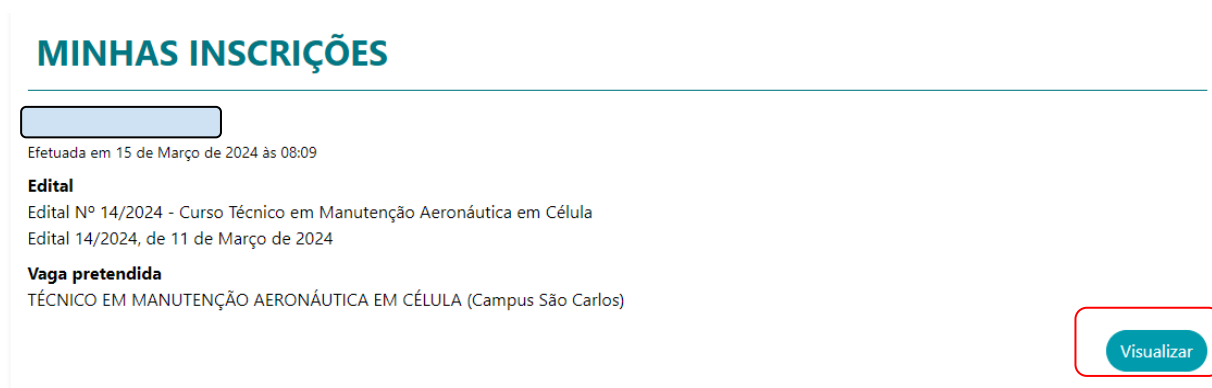 MINHAS INSCRIÇÕES
Efetuada em 15 de Março de 2024 às 08:09
Edital
Edital Nº 14/2024 - Curso Técnico em Manutenção Aeronáutica em Célula
Edital 14/2024, de 11 de Março de 2024
Vaga pretendida
TÉCNICO EM MANUTENÇÃO AERONÁUTICA EM CÉLULA (Campus São Carlos)
Visualizar